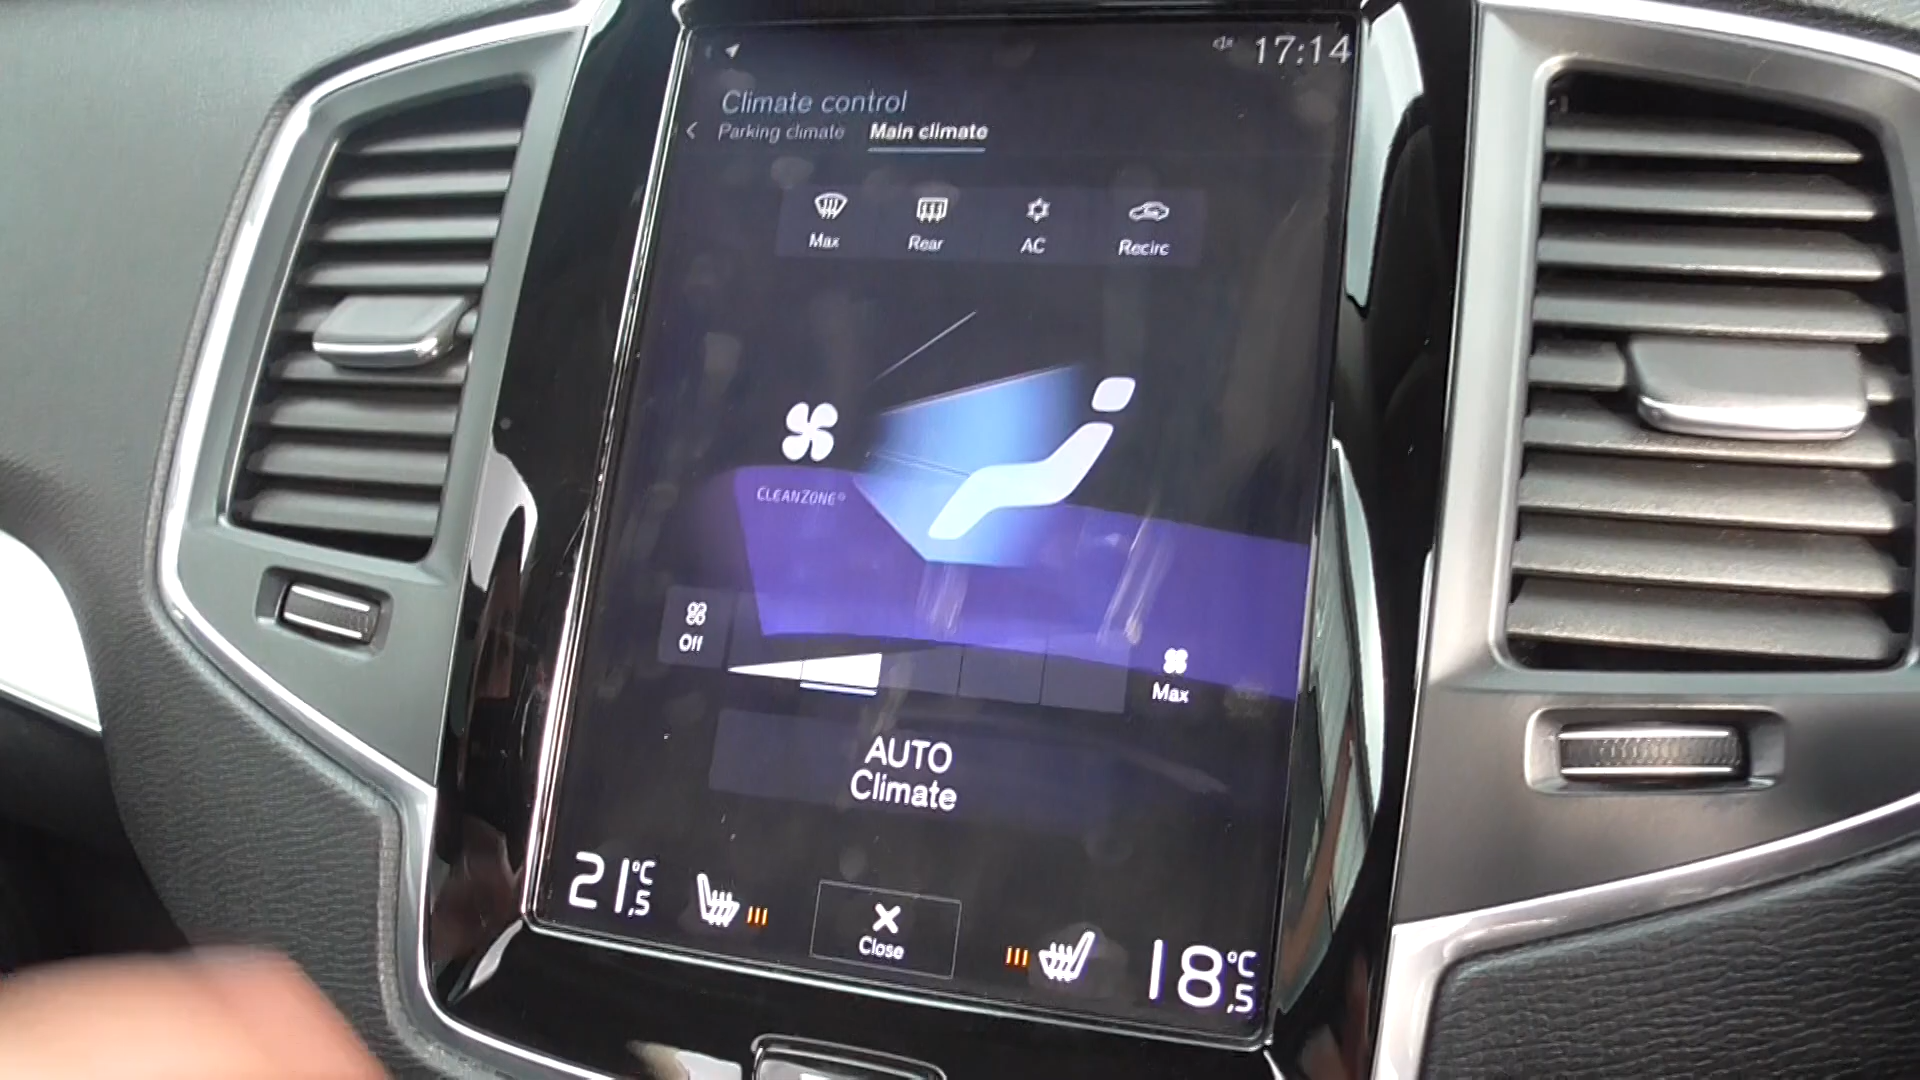 17:14
Climate control
Parking climate Main climate
Max Rear AC Recirc
CLEANZONE®
Off
Max
AUTO
Climate
21,5 °C
Close
18,5 °C